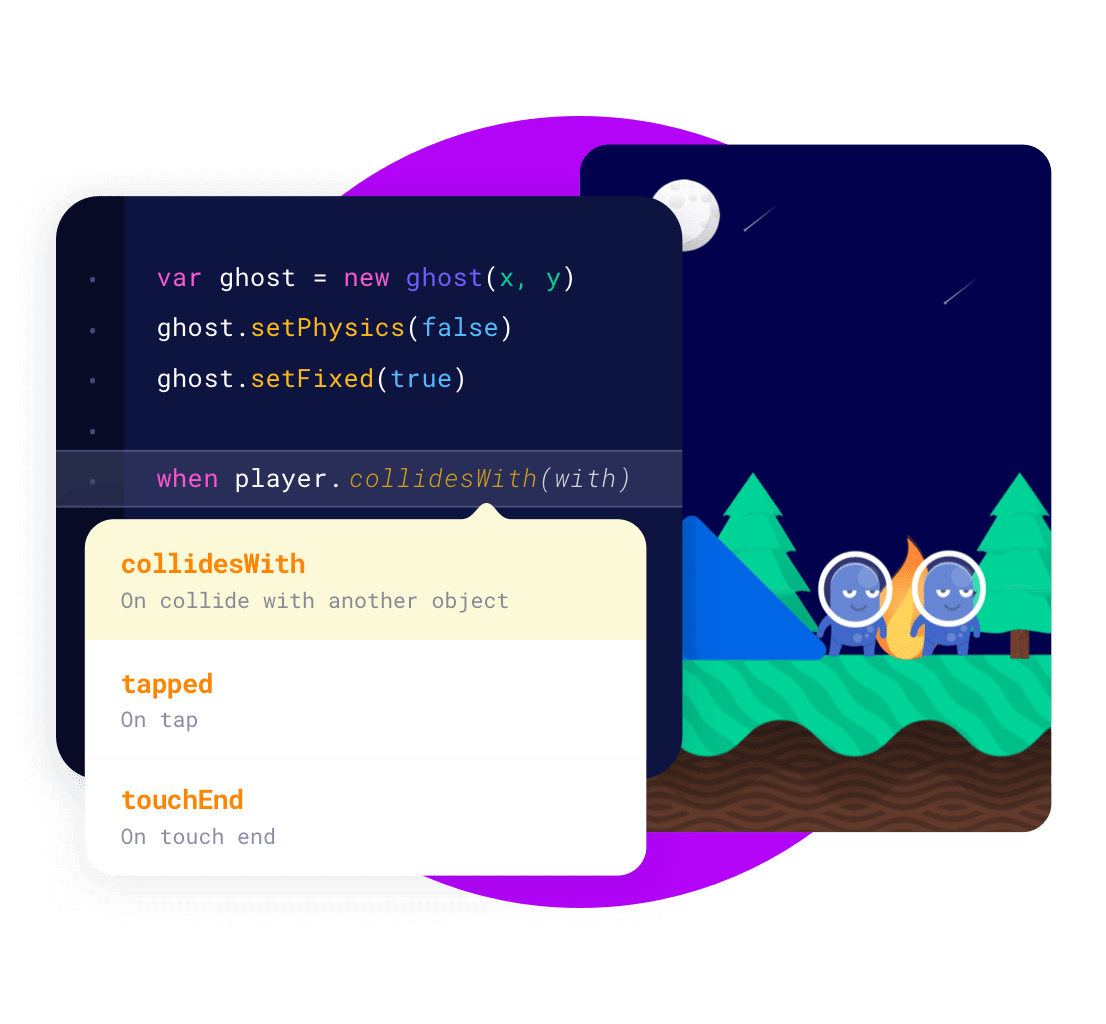 var ghost = new ghost(x, y)
ghost.setPhysics(false)
ghost.setFixed(true)
when player.collidesWith(with)
collidesWith
On collide with another object
tapped
On tap
touchEnd
On touch end